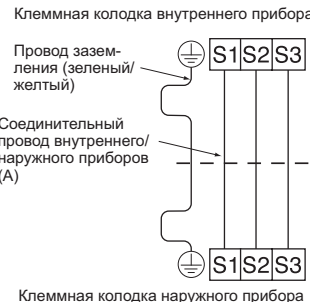 Клеммная колодка внутреннего прибора
Провод зазем-
ления (зеленый/
желтый)
S1 S2 S3
Соединительный
провод внутреннего/
наружного приборов
(A)
S1 S2 S3
Клеммная колодка наружного прибора